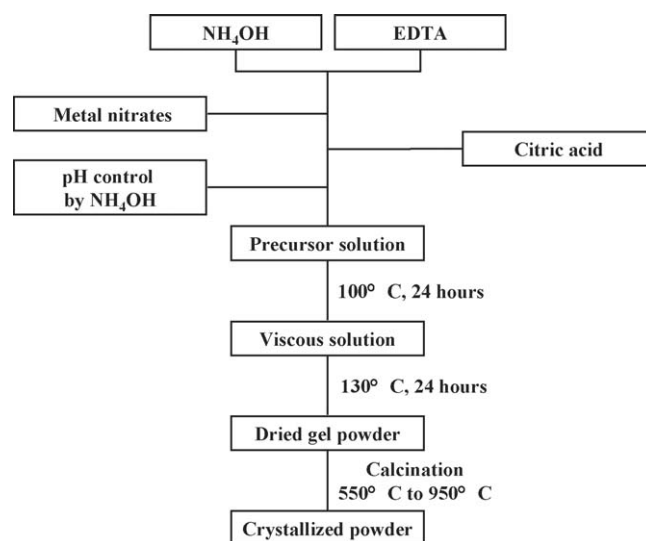 NH₄OH
EDTA
Metal nitrates
Citric acid
pH control
by NH₄OH
Precursor solution
100° C, 24 hours
Viscous solution
130° C, 24 hours
Dried gel powder
Calcination
550° C to 950° C
Crystallized powder